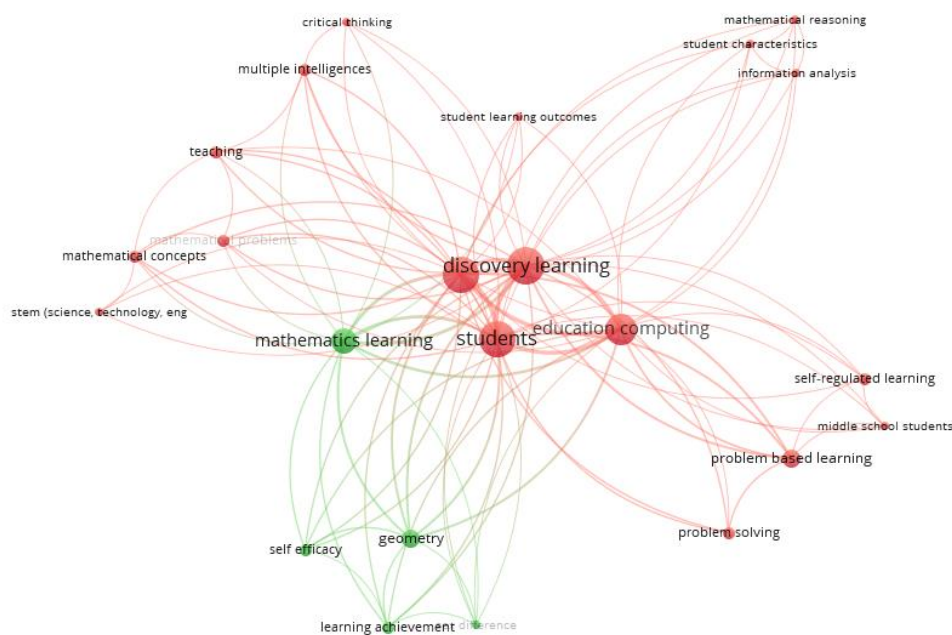 critical thinking
mathematical reasoning
student characteristics
multiple intelligences
information analysis
student learning outcomes
teaching
mathematical problems
mathematical concepts
discovery learning
stem (science, technology, eng
education computing
mathematics learning
students
self-regulated learning
middle school students
problem based learning
problem solving
geometry
self efficacy
learning achievement
difference